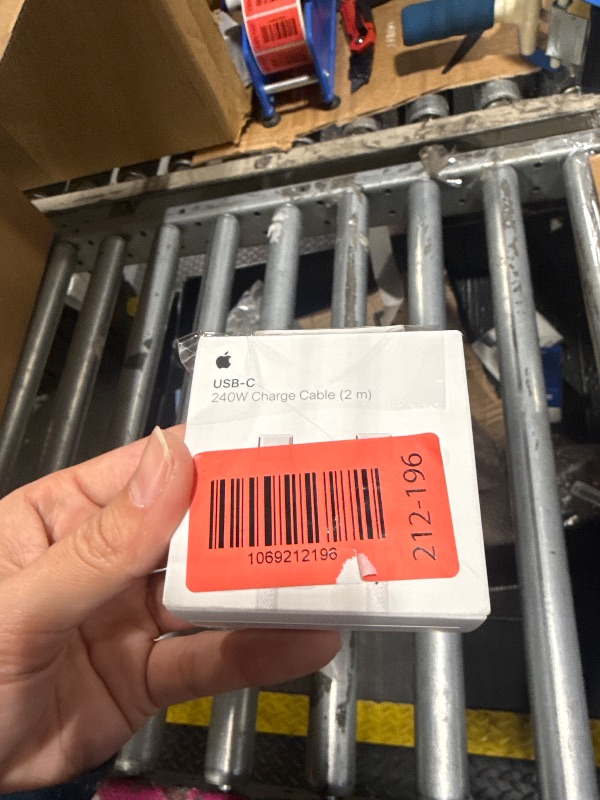 USB-C
240W Charge Cable (2 m)
1069212196
212-196